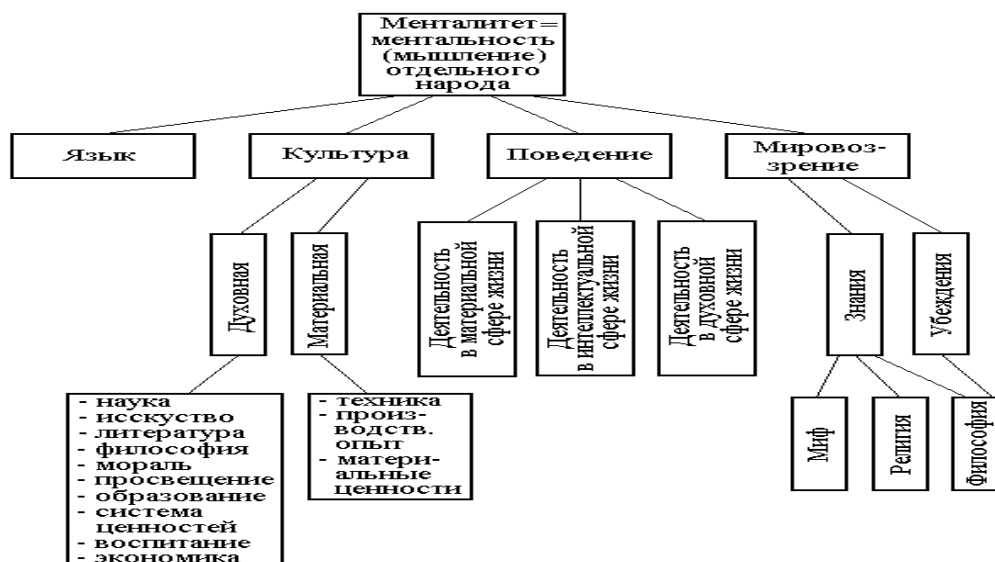 Менталитет=
ментальность
(мышление)
отдельного
народа
Язык
Культура
Поведение
Мировоз-
зрение
Духовная
Материальная
Деятельность
в материальной
сфере жизни
Деятельность
в интеллектуальной
сфере жизни
Деятельность
в духовной
сфере жизни
Знания
Убеждения
- наука
- исскуство
- литература
- философия
- мораль
- просвещение
- образование
- система
ценностей
- воспитание
- экономика
- техника
- произ-
водств.
опыт
- матери-
альные
ценности
Миф
Религия
Философия